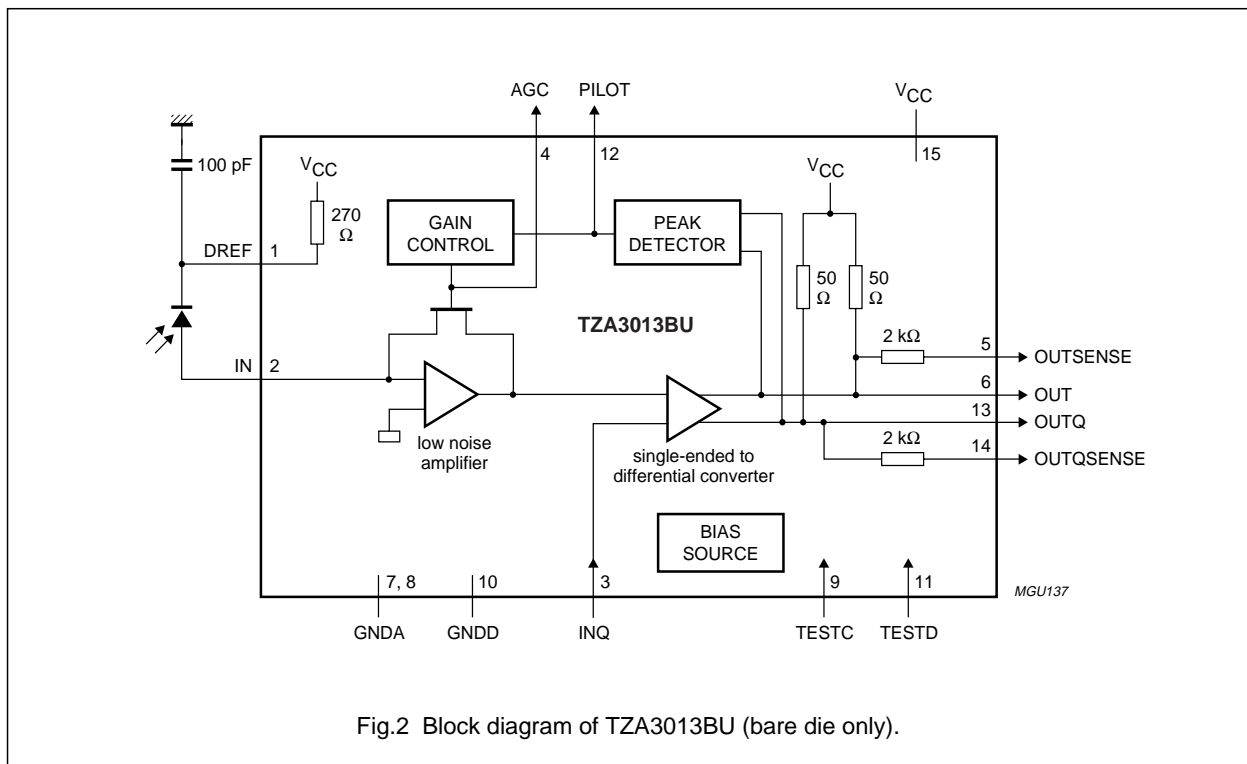 AGC
PILOT
VCC
4
12
15
100 pF
VCC
270
Ω
DREF
1
GAIN
CONTROL
PEAK
DETECTOR
VCC
50
Ω
50
Ω
TZA3013BU
2 kΩ
5
OUTSENSE
IN
2
6
OUT
13
OUTQ
low noise
amplifier
single-ended to
differential converter
2 kΩ
14
OUTQSENSE
BIAS
SOURCE
7, 8
10
3
9
11
MGU137
GNDA
GNDD
INQ
TESTC
TESTD
Fig.2 Block diagram of TZA3013BU (bare die only).